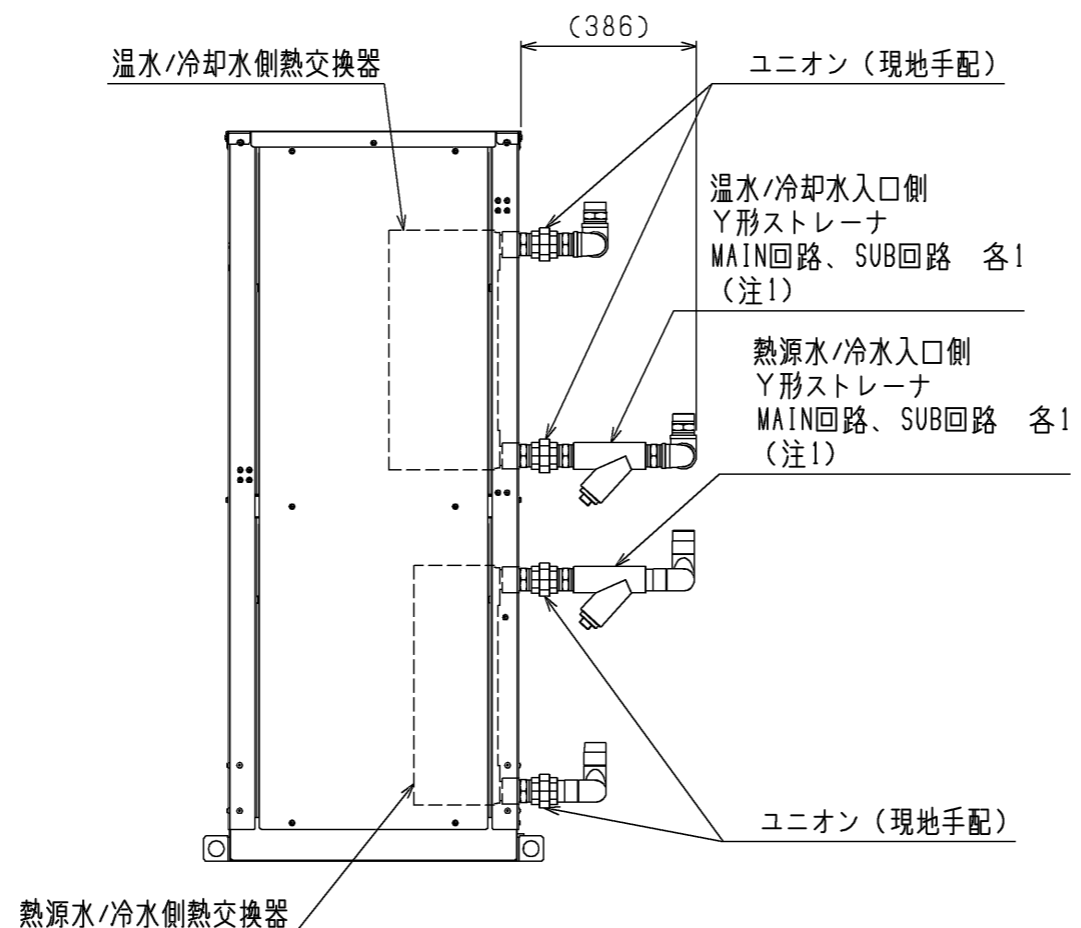 (386)
温水/冷却水側熱交換器
ユニオン（現地手配）
温水/冷却水入口側
Y形ストレーナ
MAIN回路、SUB回路　各1
（注1）
熱源水/冷水入口側
Y形ストレーナ
MAIN回路、SUB回路　各1
（注1）
ユニオン（現地手配）
熱源水/冷水側熱交換器